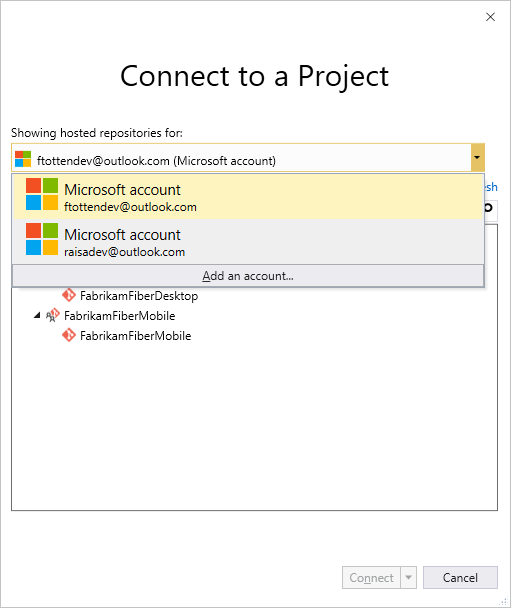 Connect to a Project
Showing hosted repositories for:
ftottendev@outlook.com (Microsoft account)
Microsoft account
ftottendev@outlook.com
Microsoft account
raisadev@outlook.com
Add an account...
FabrikamFiberDesktop
FabrikamFiberMobile
FabrikamFiberMobile
Connect
Cancel